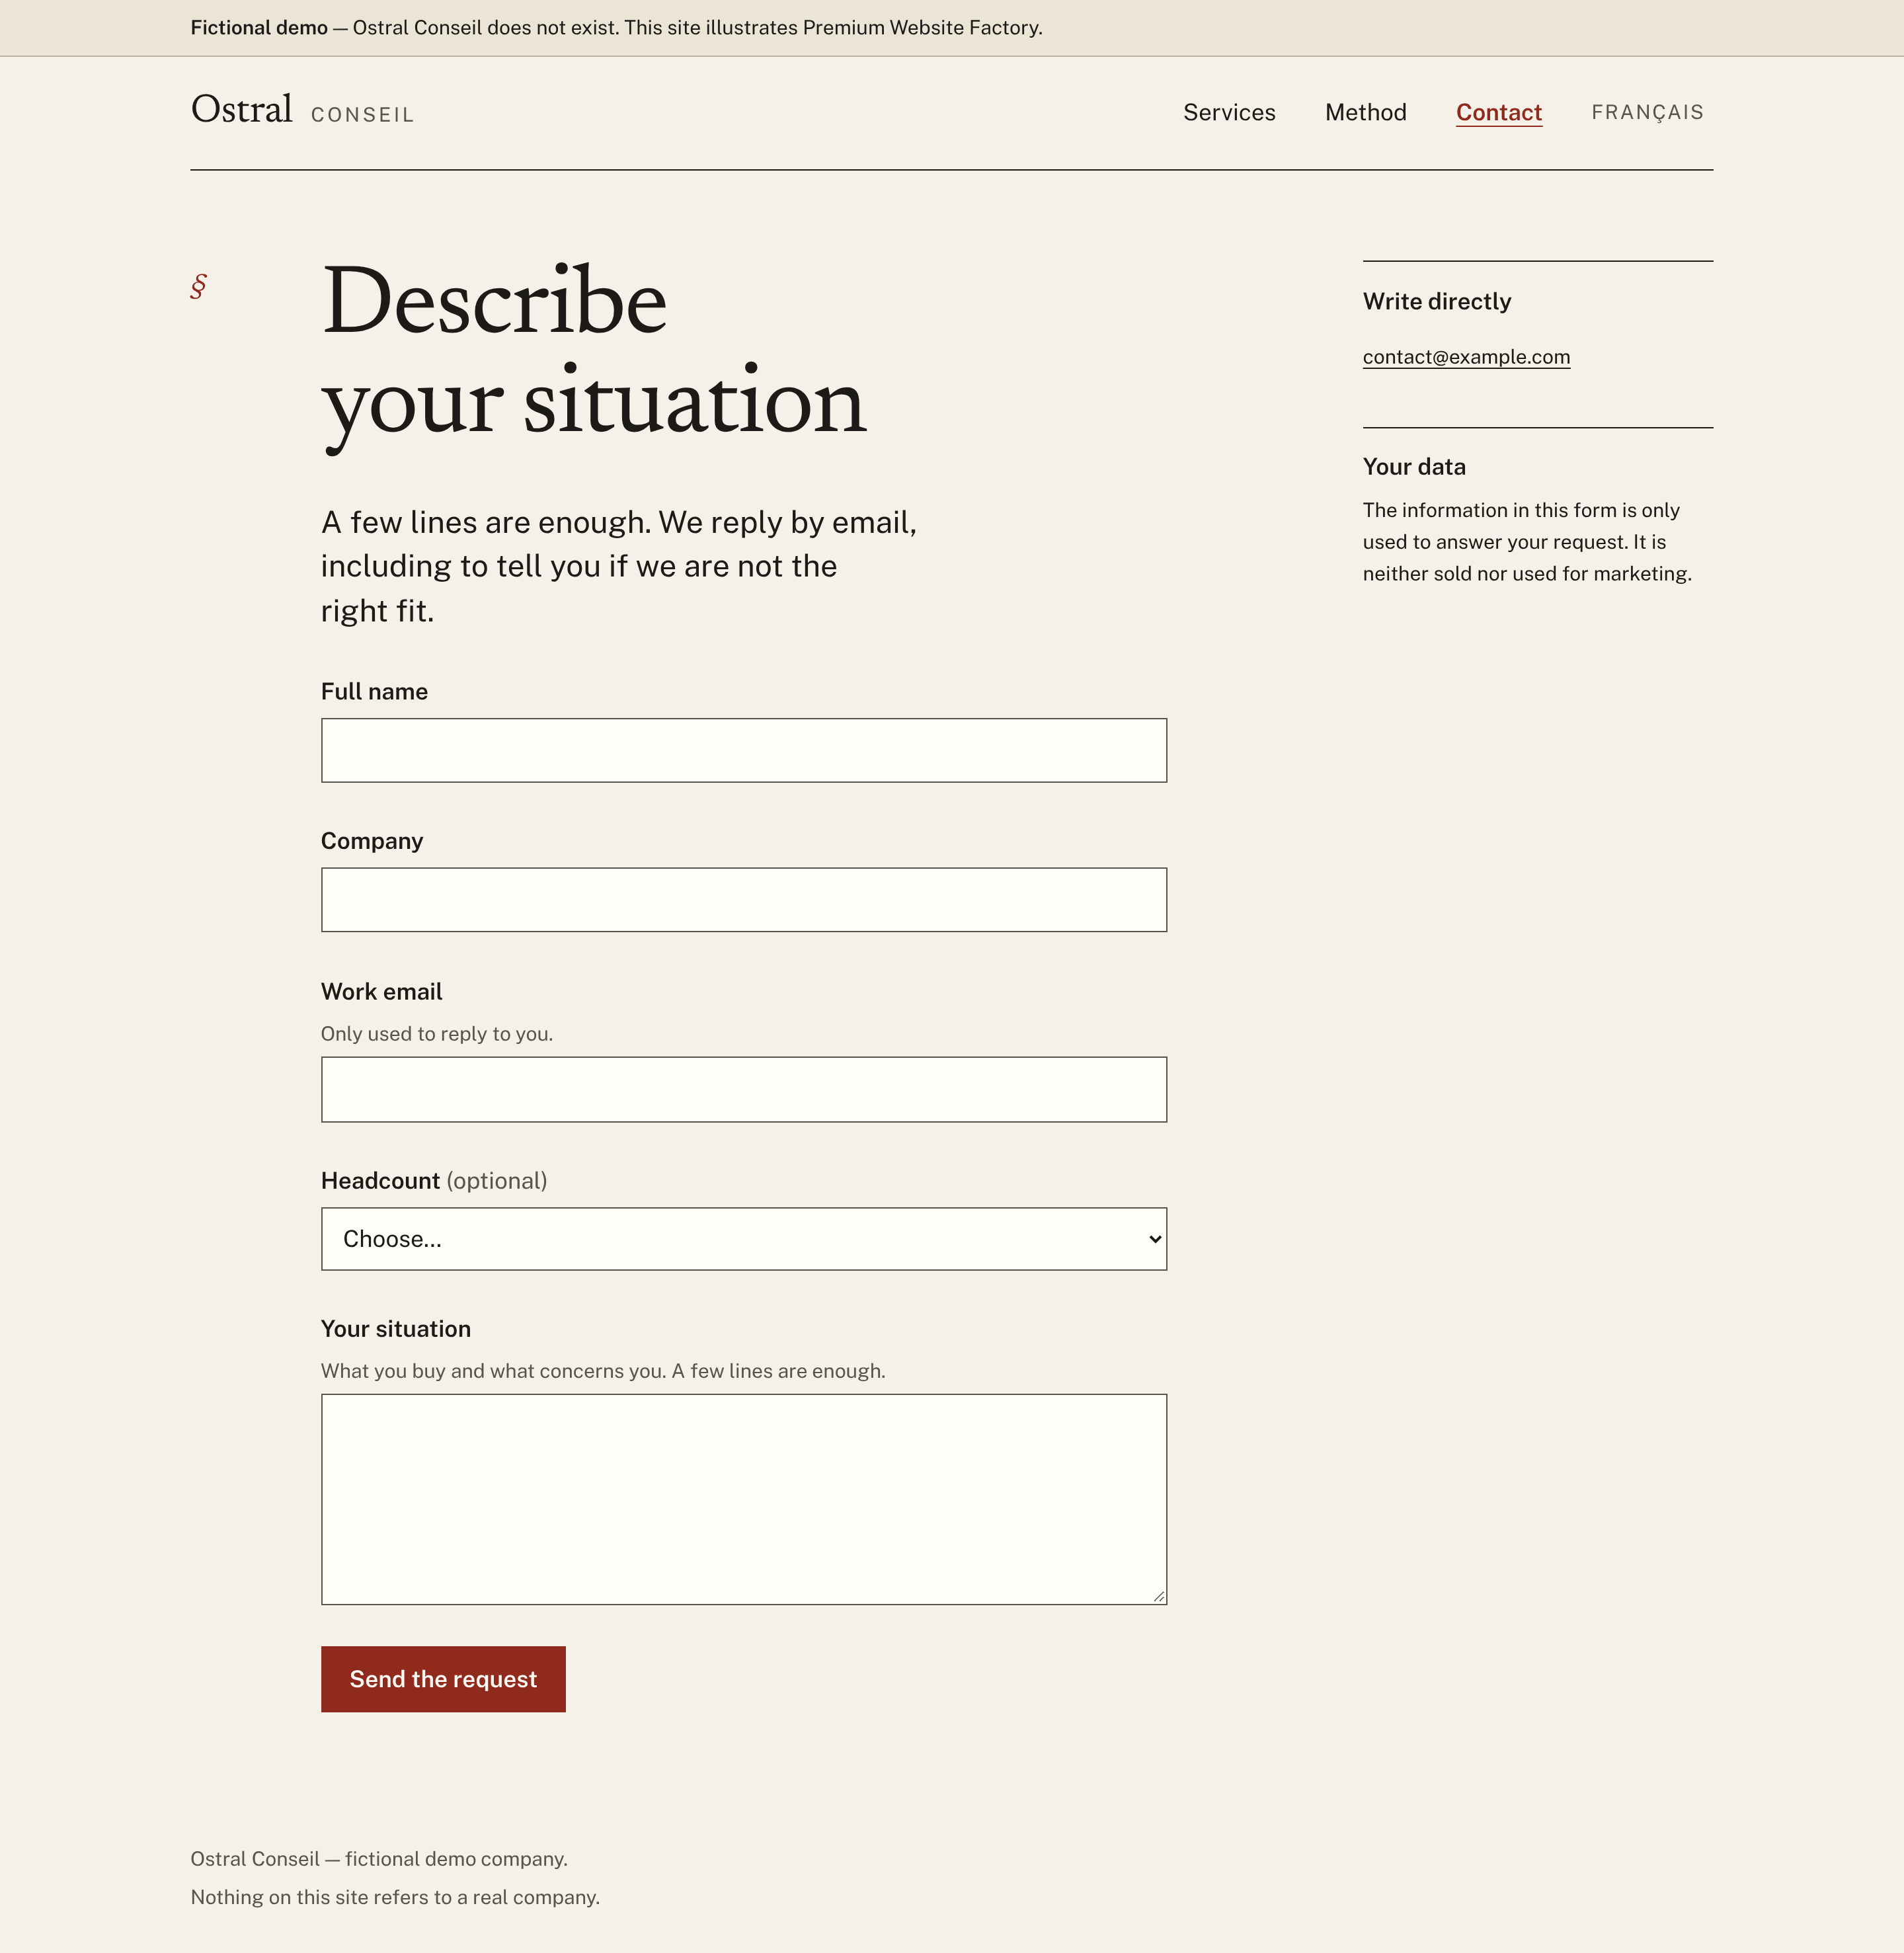 Fictional demo — Ostral Conseil does not exist. This site illustrates Premium Website Factory.
Ostral CONSEIL
Services Method Contact FRANÇAIS
§
Describe
your situation
A few lines are enough. We reply by email,
including to tell you if we are not the
right fit.
Full name
Company
Work email
Only used to reply to you.
Headcount (optional)
Choose...
Your situation
What you buy and what concerns you. A few lines are enough.
Send the request
Write directly
contact@example.com
Your data
The information in this form is only
used to answer your request. It is
neither sold nor used for marketing.
Ostral Conseil — fictional demo company.
Nothing on this site refers to a real company.